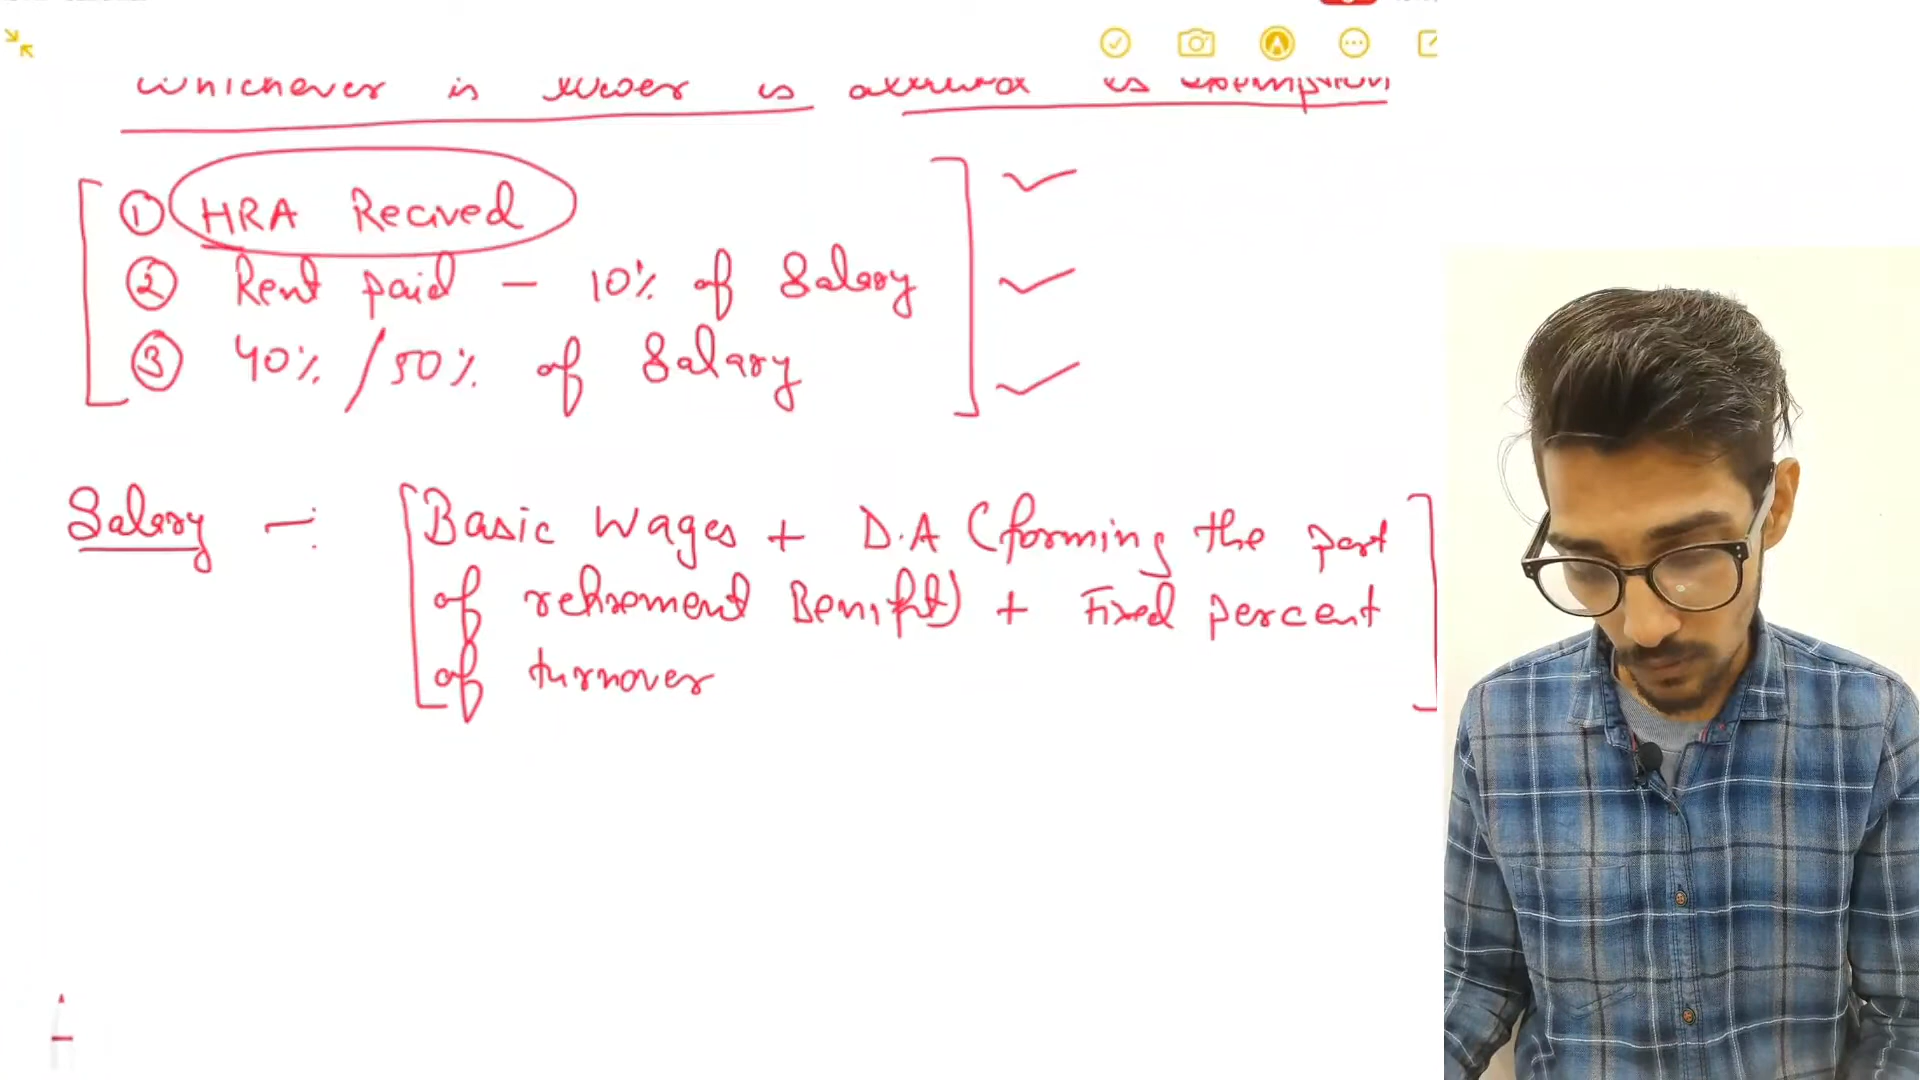 whichever is lower is allowed as exemption
① HRA Recived
② Rent paid - 10% of Salary
③ 40% / 50% of Salary
Salary -: [Basic wages + D.A (forming the part
of retirement Benifit) + Fixed percent
of turnover]